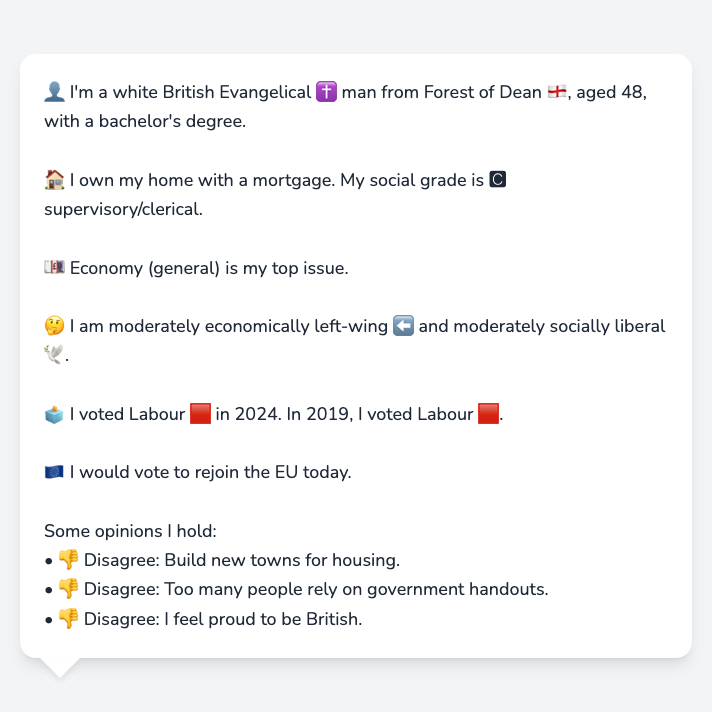 👤 I'm a white British Evangelical ✝️ man from Forest of Dean 🏴󠁧󠁢󠁥󠁮󠁧󠁿, aged 48,
with a bachelor's degree.
🏠 I own my home with a mortgage. My social grade is 🅲
supervisory/clerical.
💷 Economy (general) is my top issue.
🤔 I am moderately economically left-wing ⬅️ and moderately socially liberal
🕊️.
🗳️ I voted Labour 🟥 in 2024. In 2019, I voted Labour 🟥.
🇪🇺 I would vote to rejoin the EU today.
Some opinions I hold:
• 👎 Disagree: Build new towns for housing.
• 👎 Disagree: Too many people rely on government handouts.
• 👎 Disagree: I feel proud to be British.